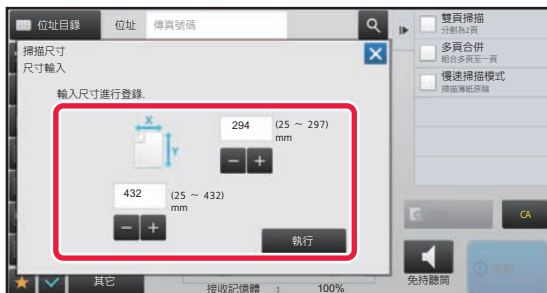 位址目錄 位址 傳真號碼
雙頁掃描
分割為2頁
多頁合併
組合多頁至一頁
慢速掃描模式
掃描薄紙原稿
掃描尺寸
尺寸輸入
輸入尺寸進行登錄.
X
Y
294 (25 ~ 297)
mm
− +
432 (25 ~ 432)
mm
− +
執行
CA
其它
接收記憶體 : 100%
免持聽筒